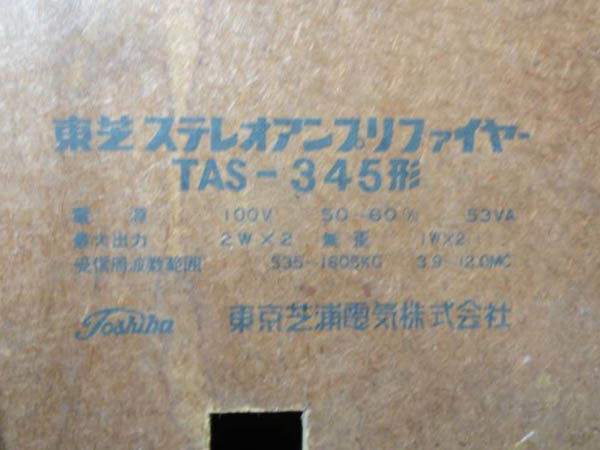 東芝 ステレオアンプリファイヤー
TAS-345形
電源 100V 50-60% 53VA
最大出力 2W×2 無歪 1W×2
受信周波数範囲 535-1605KC 3.9-12.0MC
Toshiba 東京芝浦電気株式会社